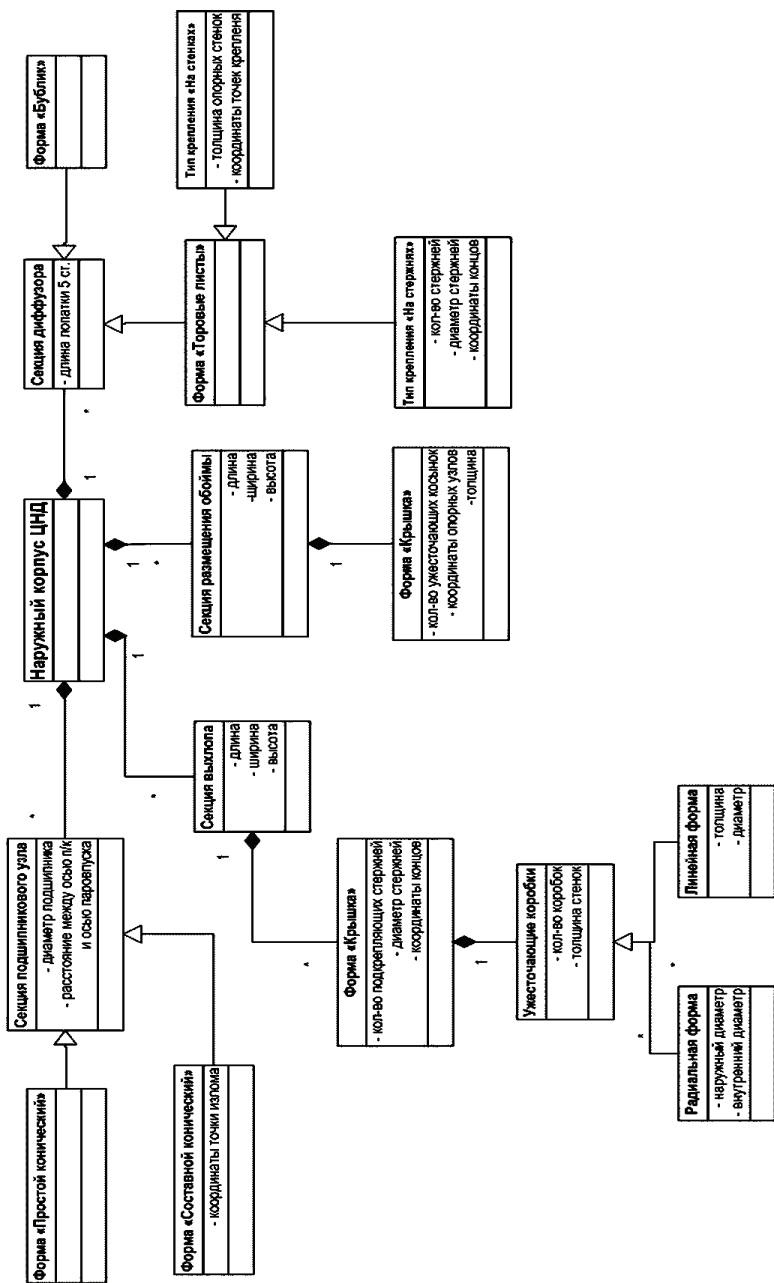 Форма «Простой конический»
Секция подшипникового узла
- диаметр подшипника
- расстояние между осью п/к
и осью паровпуска
*
1
Наружный корпус ЦНД
1
*
Секция диффузора
- длина лопатки 5 ст.
Форма «Бублик»
Форма «Составной конический»
- координаты точки излома
Секция выхлопа
- длина
- ширина
- высота
*
1
1
Секция размещения обоймы
- длина
-ширина
- высота
1
*
1
Форма «Торовые листы»
Тип крепления «На стенках»
- толщина опорных стенок
- координаты точек крепленя
Форма «Крышка»
- кол-во подкрепляющих стержней
- диаметр стержней
- координаты концов
*
1
Форма «Крышка»
- кол-во ужесточающих косынок
- координаты опорных узлов
-толщина
Тип крепления «На стержнях»
- кол-во стержней
- диаметр стержней
- координаты концов
Ужесточающие коробки
- кол-во коробок
- толщина стенок
*
*
Радиальная форма
- наружный диаметр
- внутренний диаметр
Линейная форма
- толщина
- диаметр